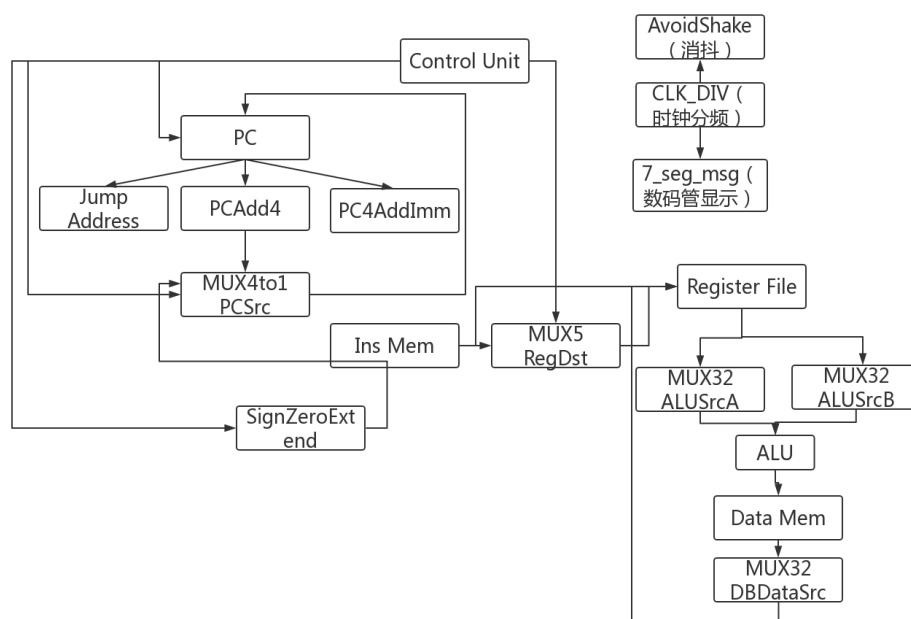 AvoidShake
（消抖）
Control Unit
CLK_DIV（
时钟分频）
PC
7_seg_msg（
数码管显示）
Jump
Address
PCAdd4
PC4AddImm
MUX4to1
PCSrc
Register File
Ins Mem
MUX5
RegDst
MUX32
ALUSrcA
MUX32
ALUSrcB
SignZeroExt
end
ALU
Data Mem
MUX32
DBDataSrc